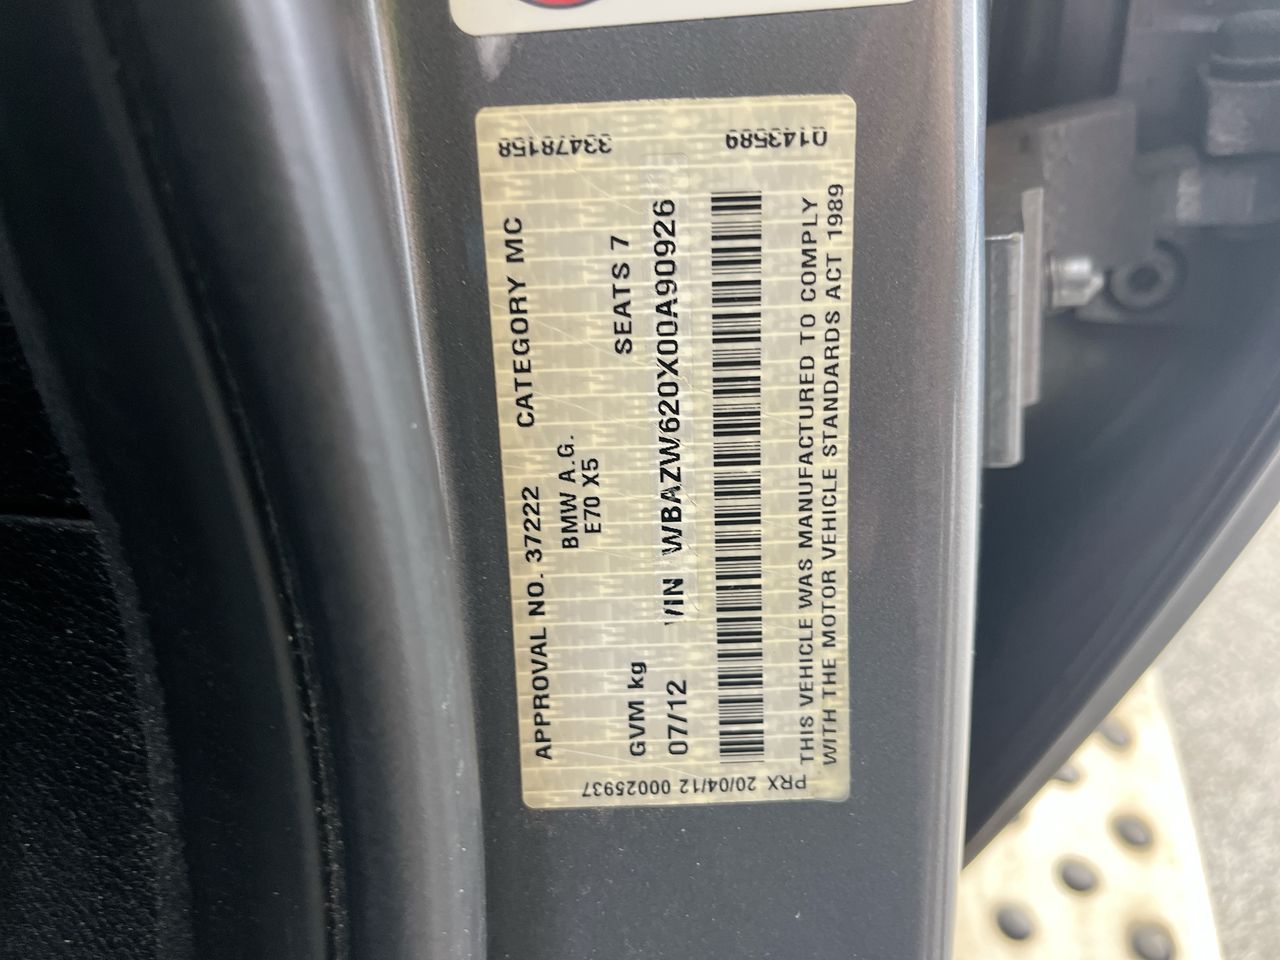 33478158
0143589
APPROVAL NO. 37222 CATEGORY MC
BMW A.G.
E70 X5
GVM kg SEATS 7
07/12 VIN WBAZW620X00A90926
THIS VEHICLE WAS MANUFACTURED TO COMPLY
WITH THE MOTOR VEHICLE STANDARDS ACT 1989
PRX 20/04/12 00025937